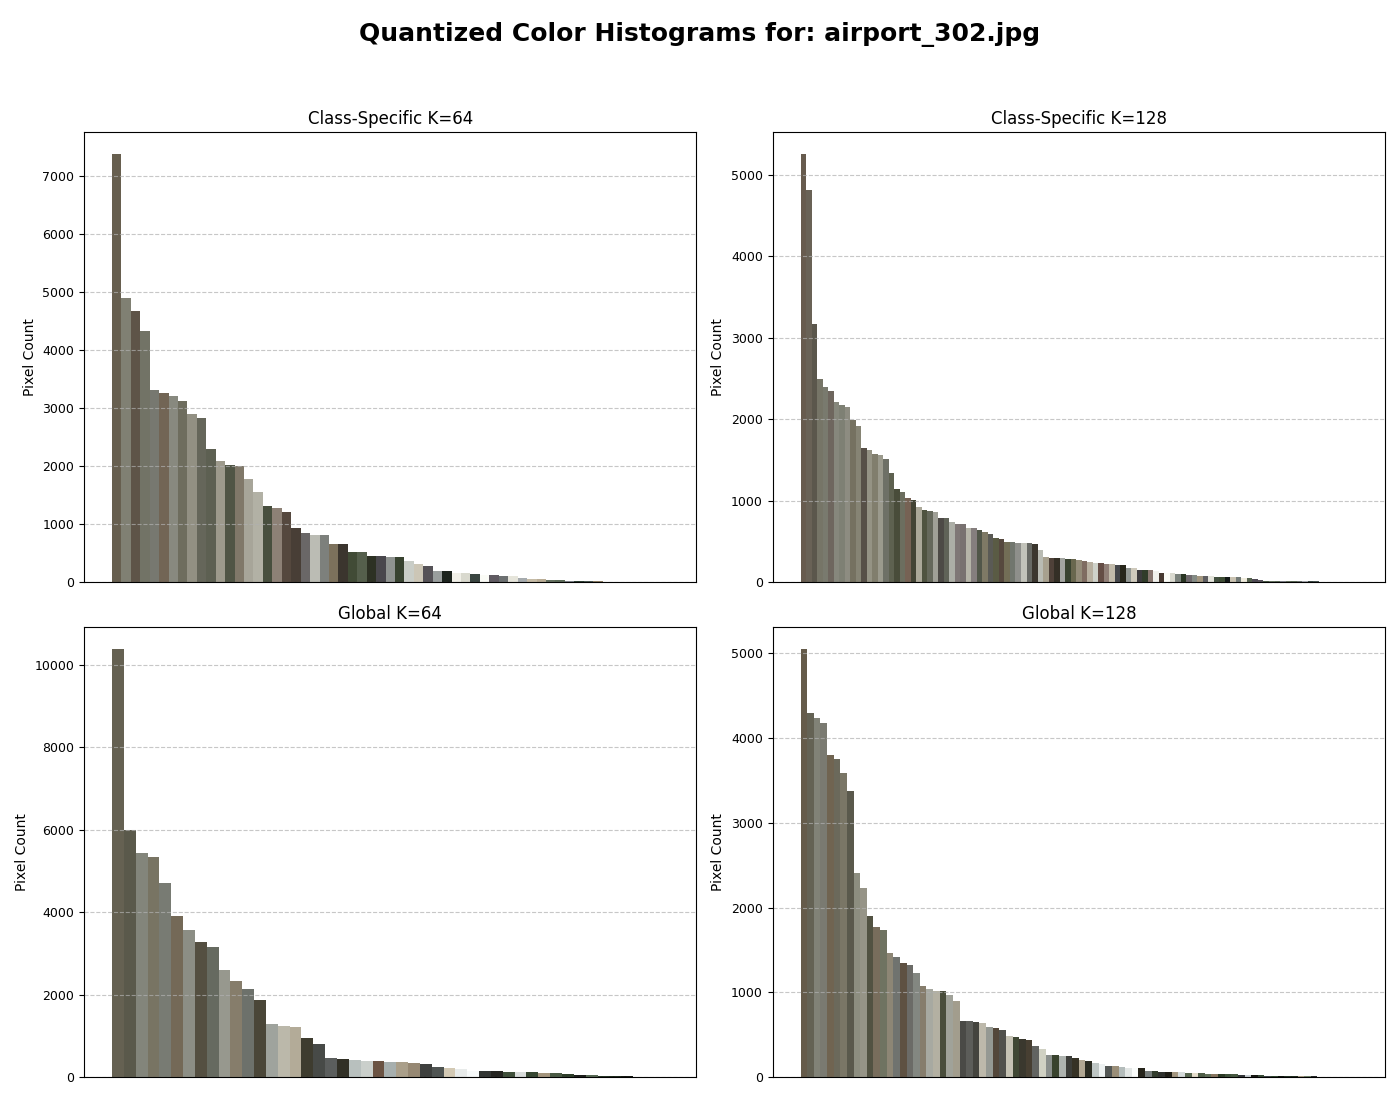 Quantized Color Histograms for: airport_302.jpg
Class-Specific K=64
Pixel Count
7000
6000
5000
4000
3000
2000
1000
0
Class-Specific K=128
Pixel Count
5000
4000
3000
2000
1000
0
Global K=64
Pixel Count
10000
8000
6000
4000
2000
0
Global K=128
Pixel Count
5000
4000
3000
2000
1000
0